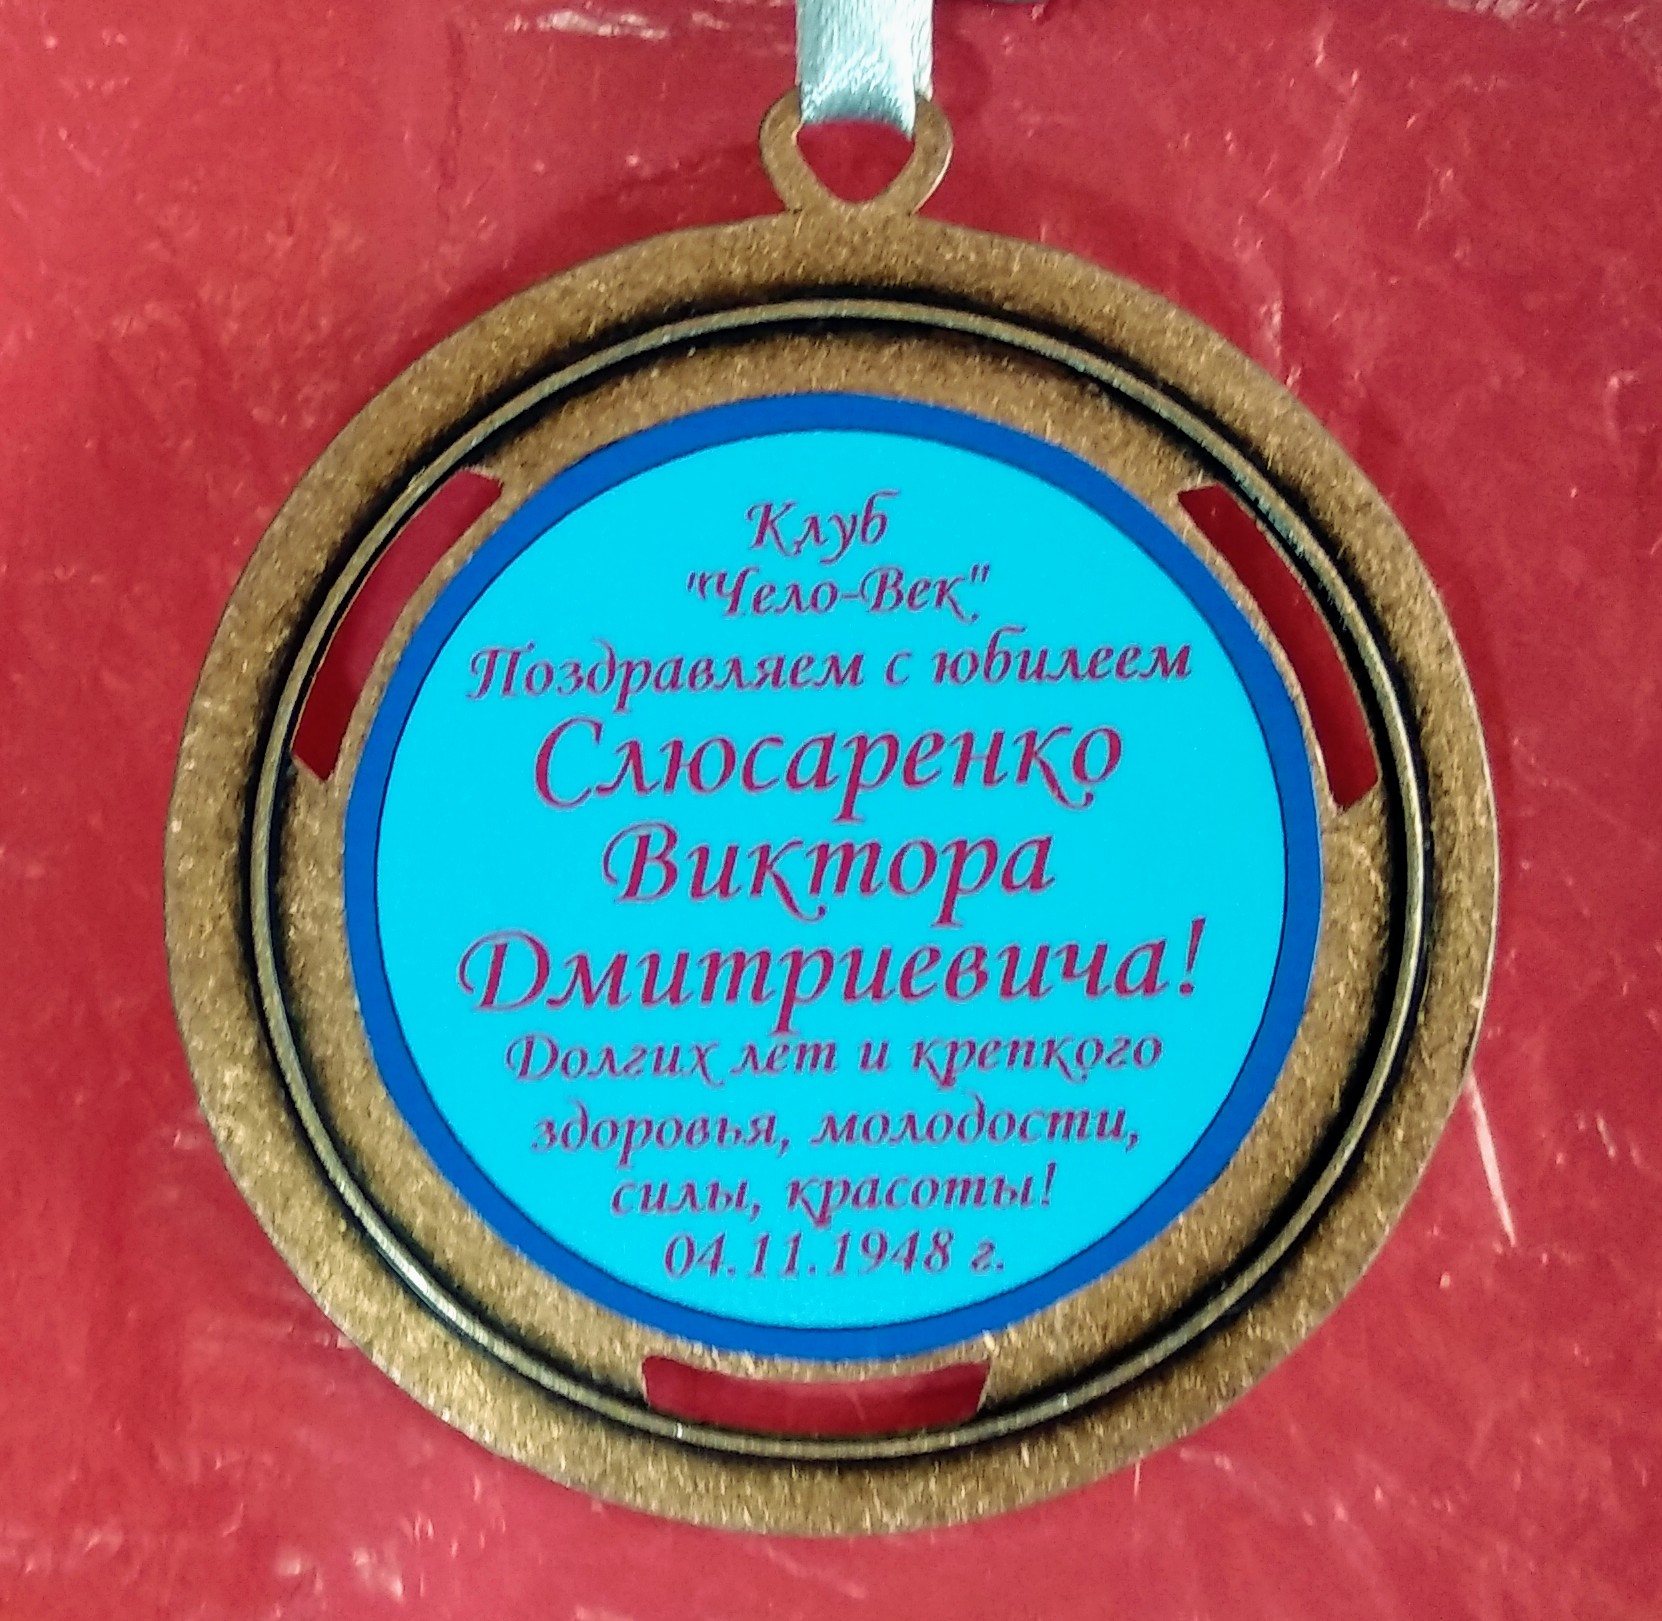 Клуб
"Чело-Век"
Поздравляем с юбилеем
Слюсаренко
Виктора
Дмитриевича!
Долгих лет и крепкого
здоровья, молодости,
силы, красоты!
04.11.1948 г.